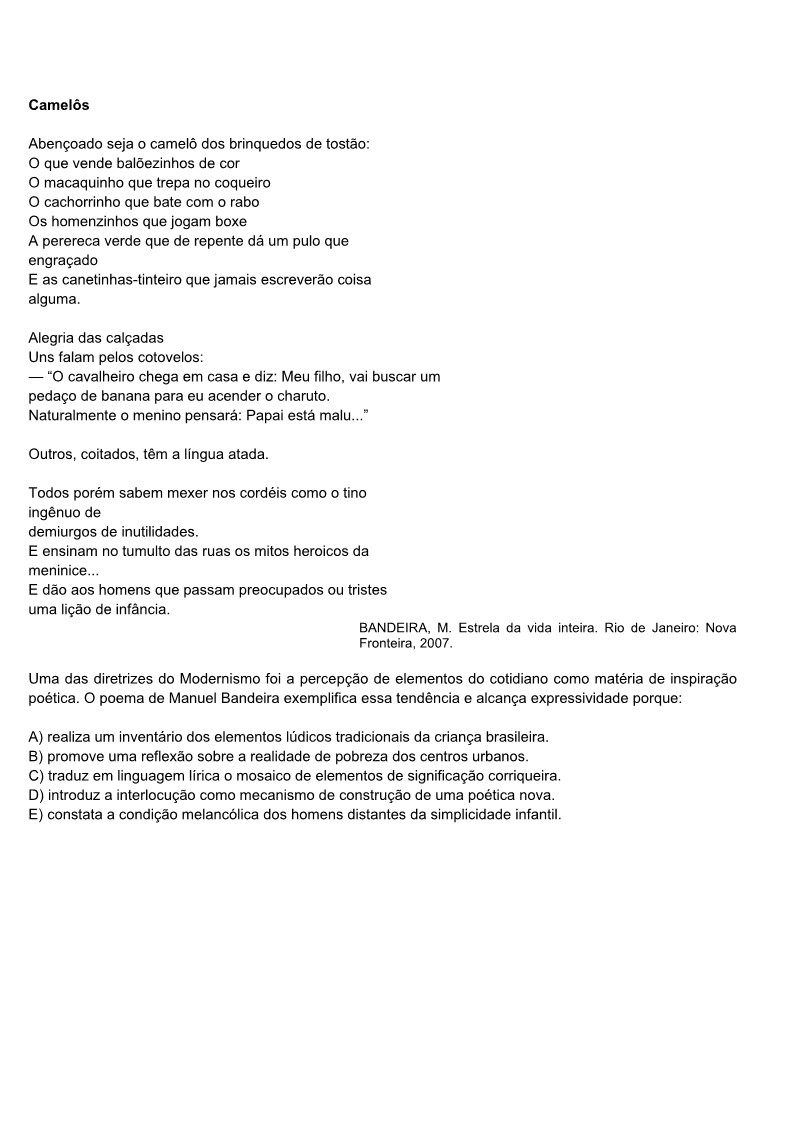 Camelôs
Abençoado seja o camelô dos brinquedos de tostão:
O que vende balõezinhos de cor
O macaquinho que trepa no coqueiro
O cachorrinho que bate com o rabo
Os homenzinhos que jogam boxe
A perereca verde que de repente dá um pulo que
engraçado
E as canetinhas-tinteiro que jamais escreverão coisa
alguma.
Alegria das calçadas
Uns falam pelos cotovelos:
— “O cavalheiro chega em casa e diz: Meu filho, vai buscar um
pedaço de banana para eu acender o charuto.
Naturalmente o menino pensará: Papai está malu...”
Outros, coitados, têm a língua atada.
Todos porém sabem mexer nos cordéis como o tino
ingênuo de
demiurgos de inutilidades.
E ensinam no tumulto das ruas os mitos heroicos da
meninice...
E dão aos homens que passam preocupados ou tristes
uma lição de infância.
BANDEIRA, M. Estrela da vida inteira. Rio de Janeiro: Nova
Fronteira, 2007.
Uma das diretrizes do Modernismo foi a percepção de elementos do cotidiano como matéria de inspiração
poética. O poema de Manuel Bandeira exemplifica essa tendência e alcança expressividade porque:
A) realiza um inventário dos elementos lúdicos tradicionais da criança brasileira.
B) promove uma reflexão sobre a realidade de pobreza dos centros urbanos.
C) traduz em linguagem lírica o mosaico de elementos de significação corriqueira.
D) introduz a interlocução como mecanismo de construção de uma poética nova.
E) constata a condição melancólica dos homens distantes da simplicidade infantil.